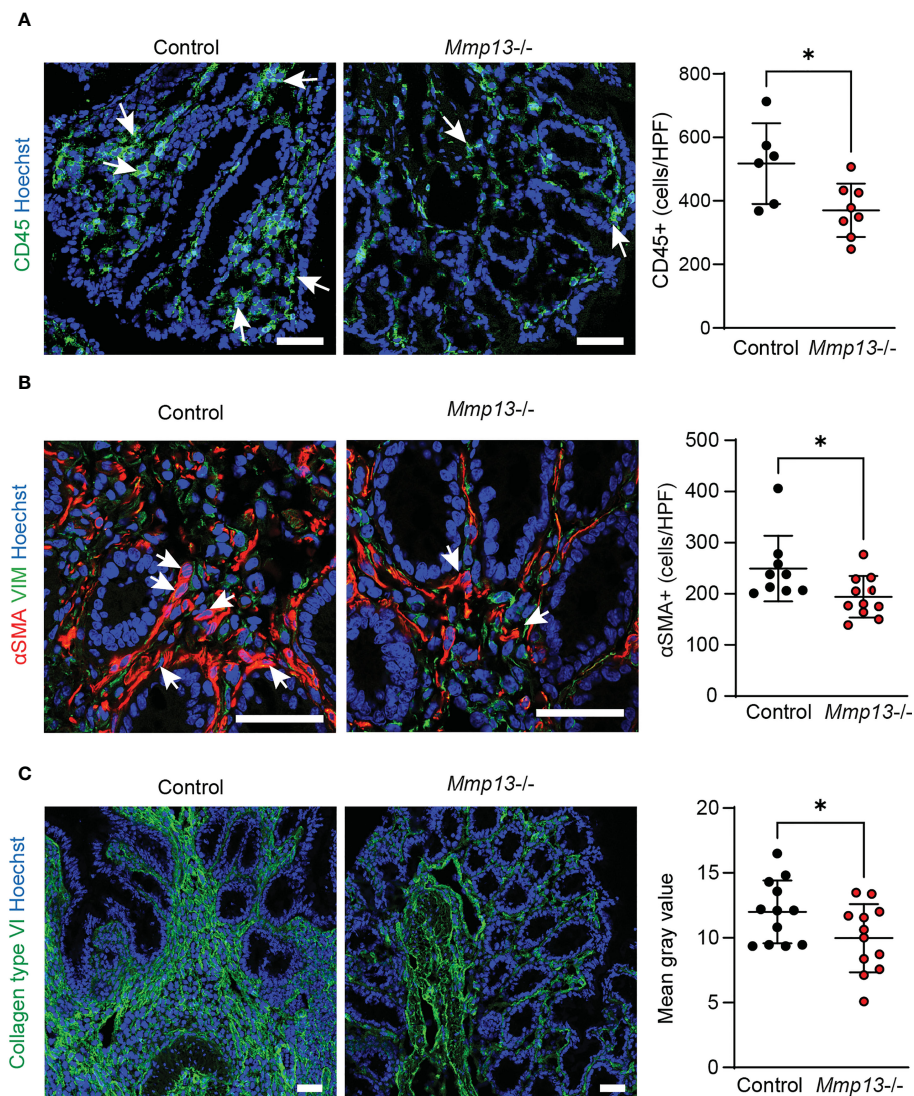 A
Control
Mmp13-/-
CD45 Hoechst
CD45+ (cells/HPF)
800
600
400
200
0
*
Control Mmp13-/-
B
Control
Mmp13-/-
αSMA VIM Hoechst
αSMA+ (cells/HPF)
500
400
300
200
100
0
*
Control Mmp13-/-
C
Control
Mmp13-/-
Collagen type VI Hoechst
Mean gray value
20
15
10
5
0
*
Control Mmp13-/-